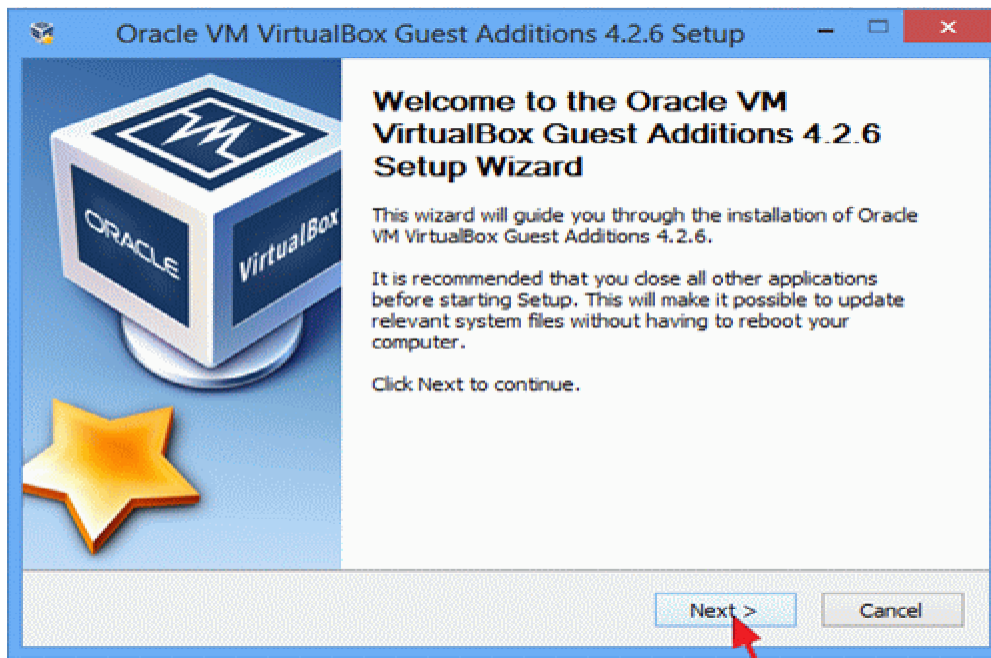 Oracle VM VirtualBox Guest Additions 4.2.6 Setup
Welcome to the Oracle VM
VirtualBox Guest Additions 4.2.6
Setup Wizard
This wizard will guide you through the installation of Oracle
VM VirtualBox Guest Additions 4.2.6.
It is recommended that you close all other applications
before starting Setup. This will make it possible to update
relevant system files without having to reboot your
computer.
Click Next to continue.
ORACLE
VirtualBox
Next >
Cancel